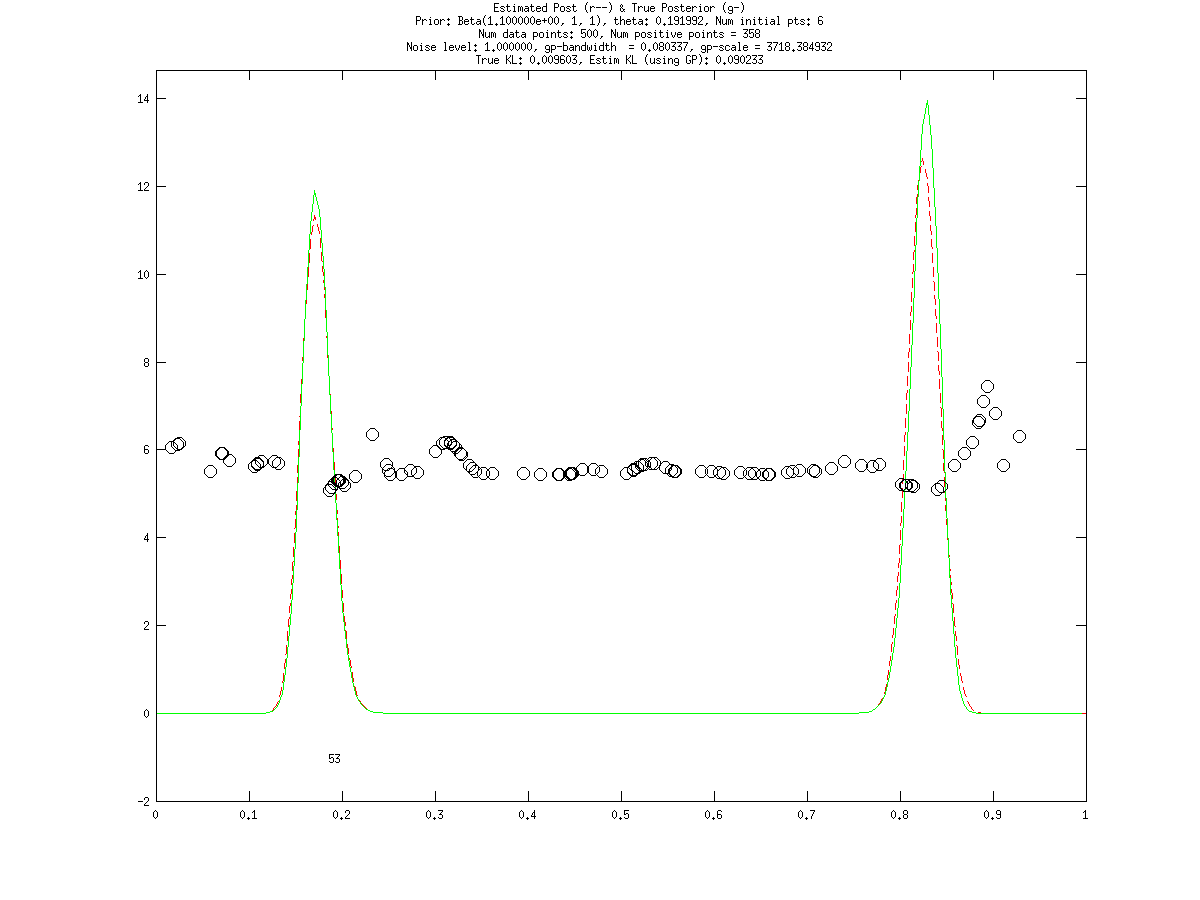 Estimated Post (r--) & True Posterior (g-)
Prior: Beta(1.100000e+00, 1, 1), theta: 0.191992, Num initial pts: 6
Num data points: 500, Num positive points = 358
Noise level: 1.000000, gp-bandwidth  = 0.080337, gp-scale = 3718.384932
True KL: 0.009603, Estim KL (using GP): 0.090233
14
12
10
8
6
4
2
0
53
-2
0 0.1 0.2 0.3 0.4 0.5 0.6 0.7 0.8 0.9 1